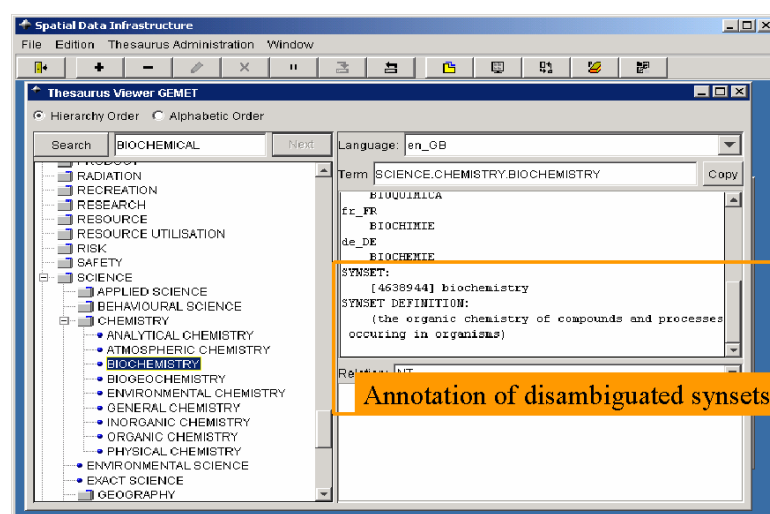 Spatial Data Infrastructure
File Edition Thesaurus Administration Window
Thesaurus Viewer GEMET
Hierarchy Order Alphabetic Order
Search BIOCHEMICAL Next
PRODUCT
RADIATION
RECREATION
RESEARCH
RESOURCE
RESOURCE UTILISATION
RISK
SAFETY
SCIENCE
APPLIED SCIENCE
BEHAVIOURAL SCIENCE
CHEMISTRY
ANALYTICAL CHEMISTRY
ATMOSPHERIC CHEMISTRY
BIOCHEMISTRY
BIOGEOCHEMISTRY
ENVIRONMENTAL CHEMISTRY
GENERAL CHEMISTRY
INORGANIC CHEMISTRY
ORGANIC CHEMISTRY
PHYSICAL CHEMISTRY
ENVIRONMENTAL SCIENCE
EXACT SCIENCE
GEOGRAPHY
Language: en_GB
Term SCIENCE.CHEMISTRY.BIOCHEMISTRY Copy
BIOQUIMICA
fr_FR
BIOCHIMIE
de_DE
BIOCHEMIE
SYNSET:
[4638944] biochemistry
SYNSET DEFINITION:
(the organic chemistry of compounds and processes
occuring in organisms)
Relation NT
Annotation of disambiguated synsets